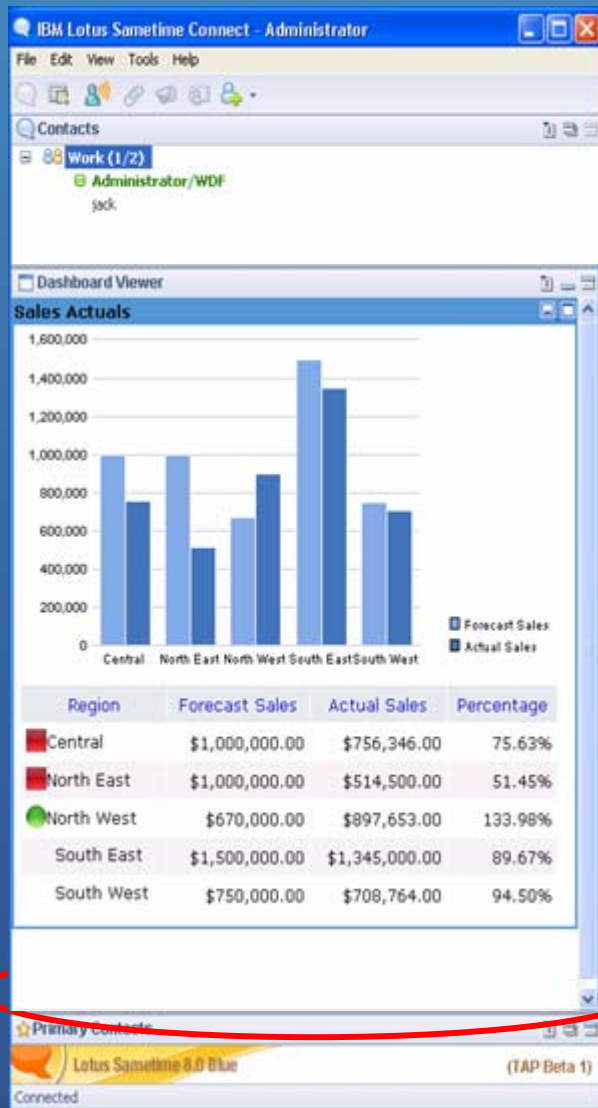 IBM Lotus Sametime Connect - Administrator
File Edit View Tools Help
Contacts
Work (1/2)
Administrator/WDF
jack
Dashboard Viewer
Sales Actuals
1,600,000
1,400,000
1,200,000
1,000,000
800,000
600,000
400,000
200,000
0
Central North East North West South East South West
Forecast Sales
Actual Sales
Region Forecast Sales Actual Sales Percentage
Central $1,000,000.00 $756,346.00 75.63%
North East $1,000,000.00 $514,500.00 51.45%
North West $670,000.00 $897,653.00 133.98%
South East $1,500,000.00 $1,345,000.00 89.67%
South West $750,000.00 $708,764.00 94.50%
Primary Contacts
Lotus Sametime 8.0 Blue (TAP Beta 1)
Connected